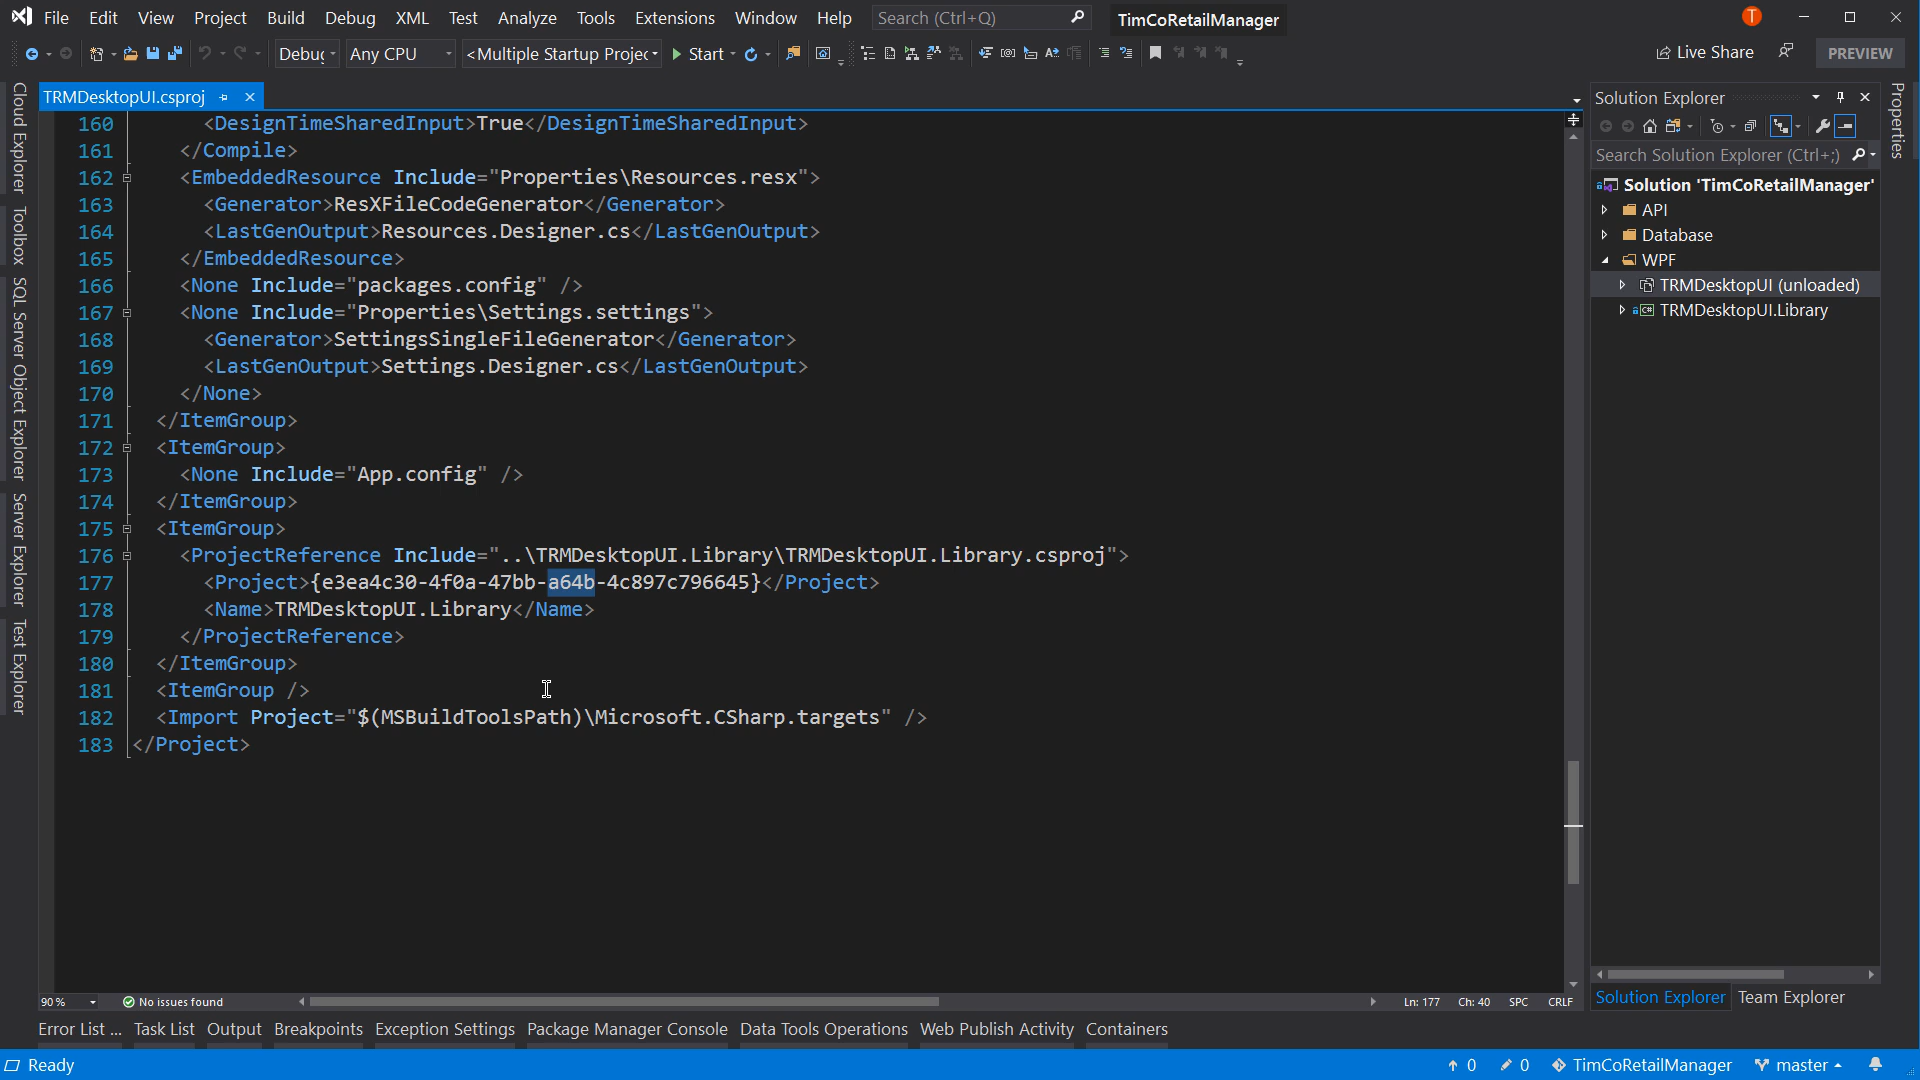 File Edit View Project Build Debug XML Test Analyze Tools Extensions Window Help Search (Ctrl+Q) TimCoRetailManager T
Debug Any CPU <Multiple Startup Projec Start Live Share PREVIEW
TRMDesktopUI.csproj
160 <DesignTimeSharedInput>True</DesignTimeSharedInput>
161 </Compile>
162 <EmbeddedResource Include="Properties\Resources.resx">
163 <Generator>ResXFileCodeGenerator</Generator>
164 <LastGenOutput>Resources.Designer.cs</LastGenOutput>
165 </EmbeddedResource>
166 <None Include="packages.config" />
167 <None Include="Properties\Settings.settings">
168 <Generator>SettingsSingleFileGenerator</Generator>
169 <LastGenOutput>Settings.Designer.cs</LastGenOutput>
170 </None>
171 </ItemGroup>
172 <ItemGroup>
173 <None Include="App.config" />
174 </ItemGroup>
175 <ItemGroup>
176 <ProjectReference Include="..\TRMDesktopUI.Library\TRMDesktopUI.Library.csproj">
177 <Project>{e3ea4c30-4f0a-47bb-a64b-4c897c796645}</Project>
178 <Name>TRMDesktopUI.Library</Name>
179 </ProjectReference>
180 </ItemGroup>
181 <ItemGroup />
182 <Import Project="$(MSBuildToolsPath)\Microsoft.CSharp.targets" />
183 </Project>
Cloud Explorer
Toolbox
SQL Server Object Explorer
Server Explorer
Test Explorer
Solution Explorer
Search Solution Explorer (Ctrl+;)
Solution 'TimCoRetailManager'
API
Database
WPF
TRMDesktopUI (unloaded)
TRMDesktopUI.Library
Solution Explorer Team Explorer
Properties
90 % No issues found Ln: 177 Ch: 40 SPC CRLF
Error List ... Task List Output Breakpoints Exception Settings Package Manager Console Data Tools Operations Web Publish Activity Containers
Ready 0 0 TimCoRetailManager master